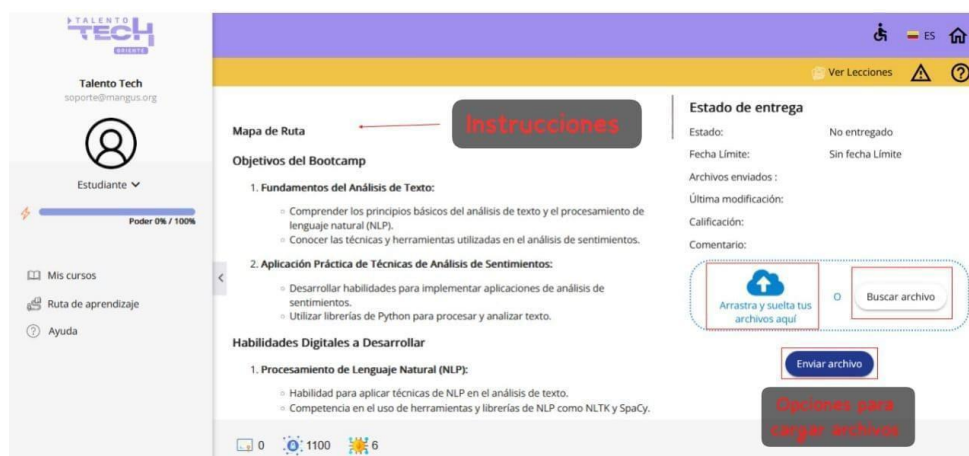 TALENTO
TECH
ORIENTE
Talento Tech
soporte@mangus.org
Estudiante
Poder 0% / 100%
Mis cursos
Ruta de aprendizaje
Ayuda
ES
Ver Lecciones
Mapa de Ruta
Instrucciones
Objetivos del Bootcamp
1. Fundamentos del Análisis de Texto:
Comprender los principios básicos del análisis de texto y el procesamiento de
lenguaje natural (NLP).
Conocer las técnicas y herramientas utilizadas en el análisis de sentimientos.
2. Aplicación Práctica de Técnicas de Análisis de Sentimientos:
Desarrollar habilidades para implementar aplicaciones de análisis de
sentimientos.
Utilizar librerías de Python para procesar y analizar texto.
Habilidades Digitales a Desarrollar
1. Procesamiento de Lenguaje Natural (NLP):
Habilidad para aplicar técnicas de NLP en el análisis de texto.
Competencia en el uso de herramientas y librerías de NLP como NLTK y SpaCy.
Estado de entrega
Estado: No entregado
Fecha Límite: Sin fecha Límite
Archivos enviados :
Última modificación:
Calificación:
Comentario:
Arrastra y suelta tus
archivos aquí
O
Buscar archivo
Enviar archivo
Opciones para
cargar archivos
0 1100 6